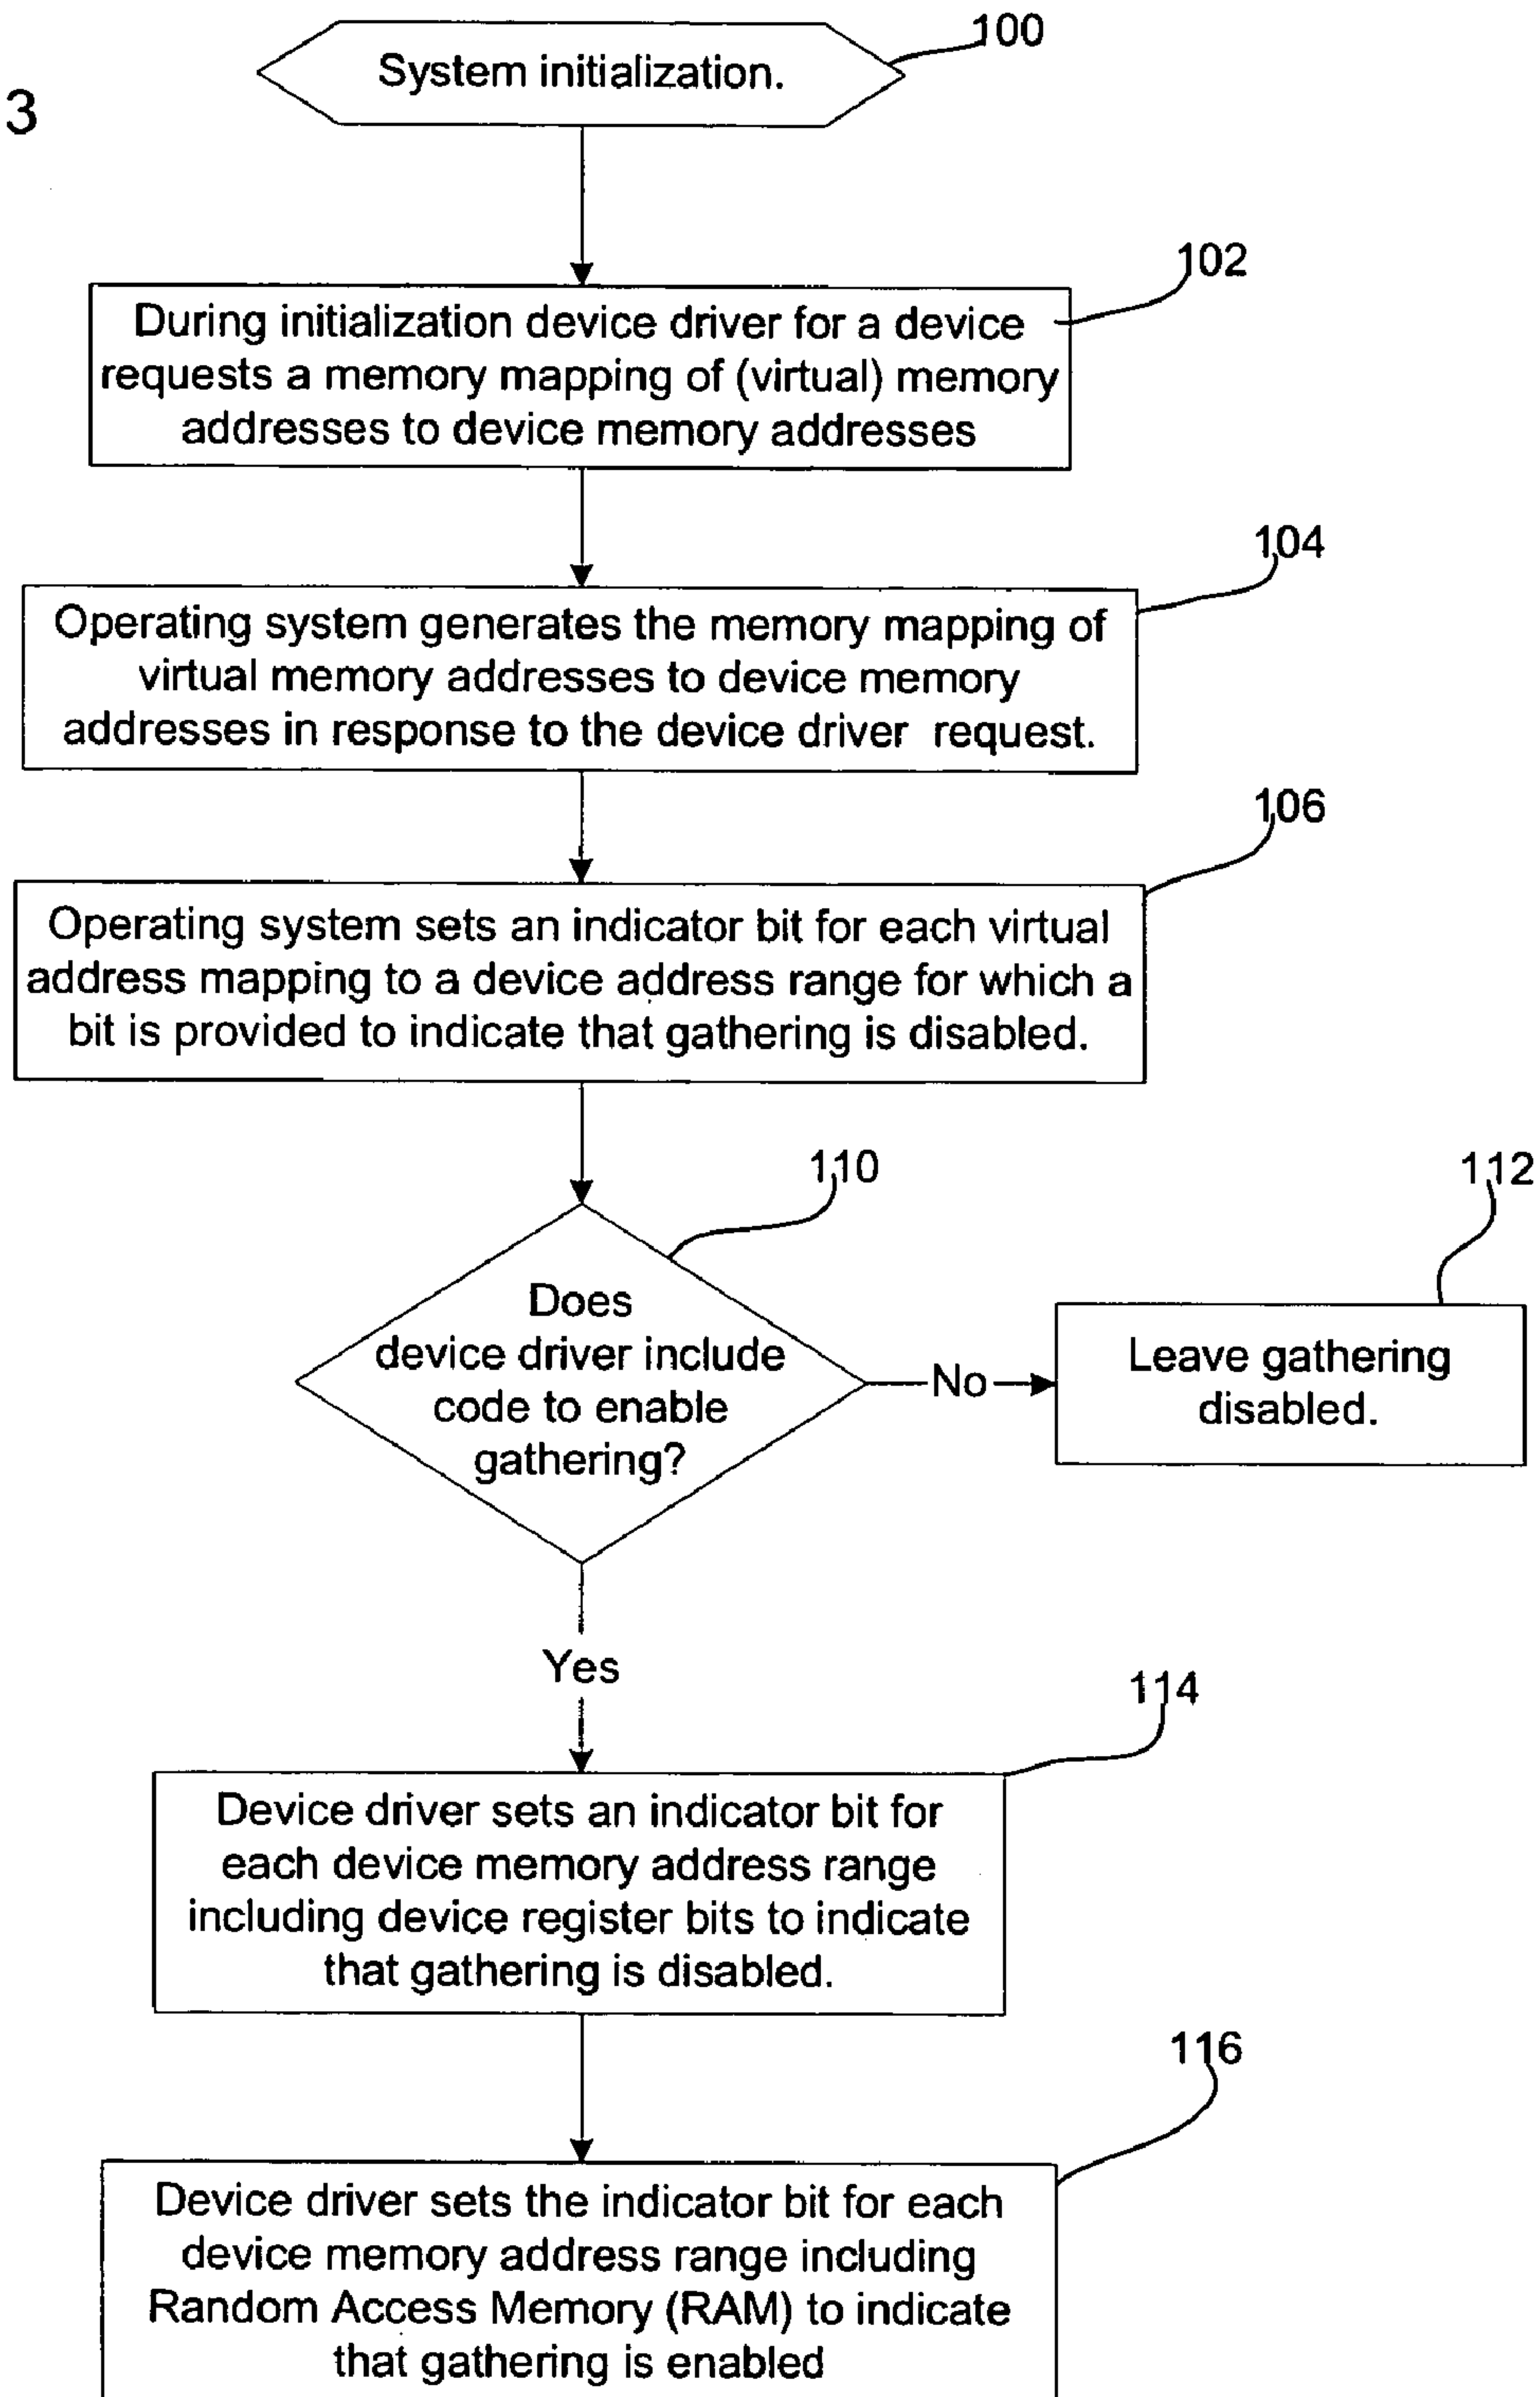 100
System initialization.
3
102
During initialization device driver for a device
requests a memory mapping of (virtual) memory
addresses to device memory addresses
104
Operating system generates the memory mapping of
virtual memory addresses to device memory
addresses in response to the device driver request.
106
Operating system sets an indicator bit for each virtual
address mapping to a device address range for which a
bit is provided to indicate that gathering is disabled.
110
112
Does
device driver include
code to enable
gathering?
No
Leave gathering
disabled.
Yes
114
Device driver sets an indicator bit for
each device memory address range
including device register bits to indicate
that gathering is disabled.
116
Device driver sets the indicator bit for each
device memory address range including
Random Access Memory (RAM) to indicate
that gathering is enabled